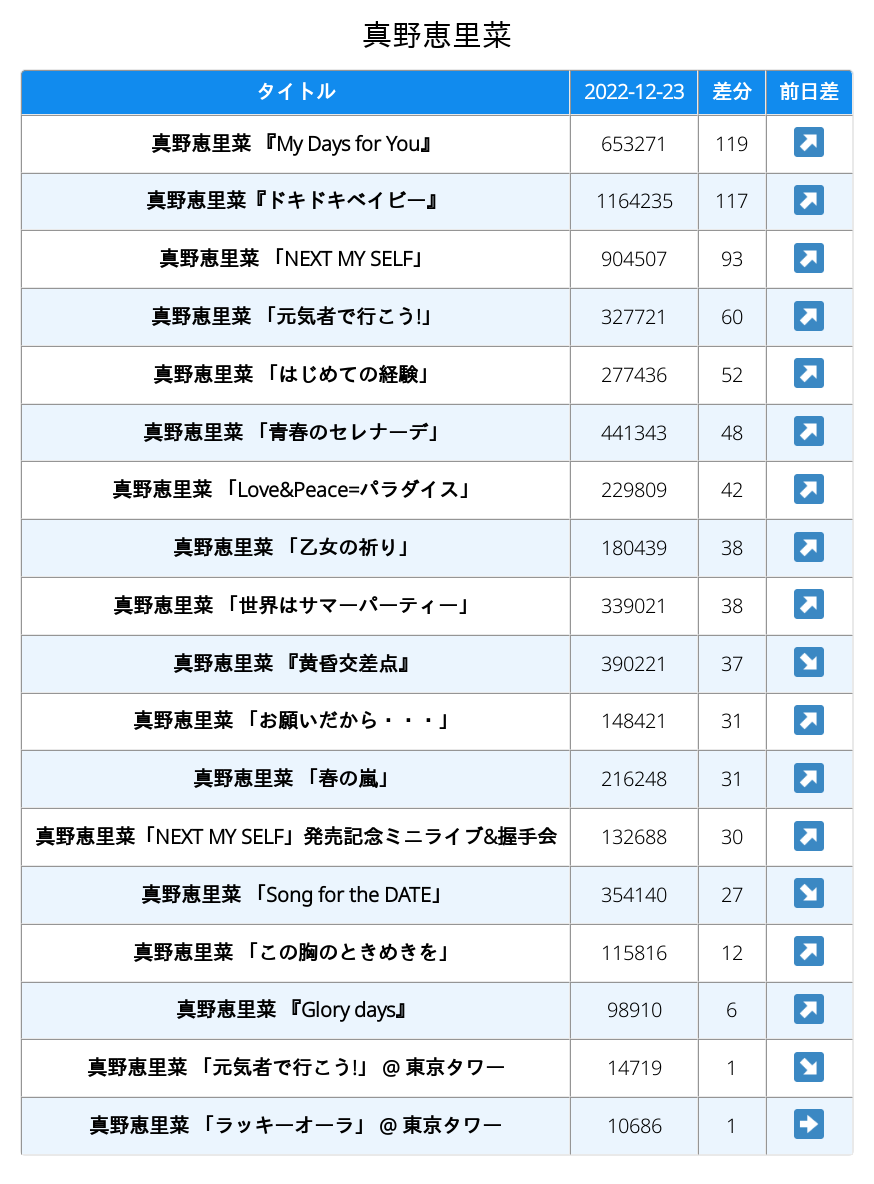 真野恵里菜
タイトル 2022-12-23 差分 前日差
真野恵里菜 『My Days for You』 653271 119 ↗
真野恵里菜『ドキドキベイビー』 1164235 117 ↗
真野恵里菜 「NEXT MY SELF」 904507 93 ↗
真野恵里菜 「元気者で行こう!」 327721 60 ↗
真野恵里菜 「はじめての経験」 277436 52 ↗
真野恵里菜 「青春のセレナーデ」 441343 48 ↗
真野恵里菜 「Love&Peace=パラダイス」 229809 42 ↗
真野恵里菜 「乙女の祈り」 180439 38 ↗
真野恵里菜 「世界はサマーパーティー」 339021 38 ↗
真野恵里菜 『黄昏交差点』 390221 37 ↘
真野恵里菜 「お願いだから・・・」 148421 31 ↗
真野恵里菜 「春の嵐」 216248 31 ↗
真野恵里菜「NEXT MY SELF」発売記念ミニライブ&握手会 132688 30 ↗
真野恵里菜 「Song for the DATE」 354140 27 ↘
真野恵里菜 「この胸のときめきを」 115816 12 ↗
真野恵里菜 『Glory days』 98910 6 ↗
真野恵里菜 「元気者で行こう!」 @ 東京タワー 14719 1 ↘
真野恵里菜 「ラッキーオーラ」 @ 東京タワー 10686 1 ➡